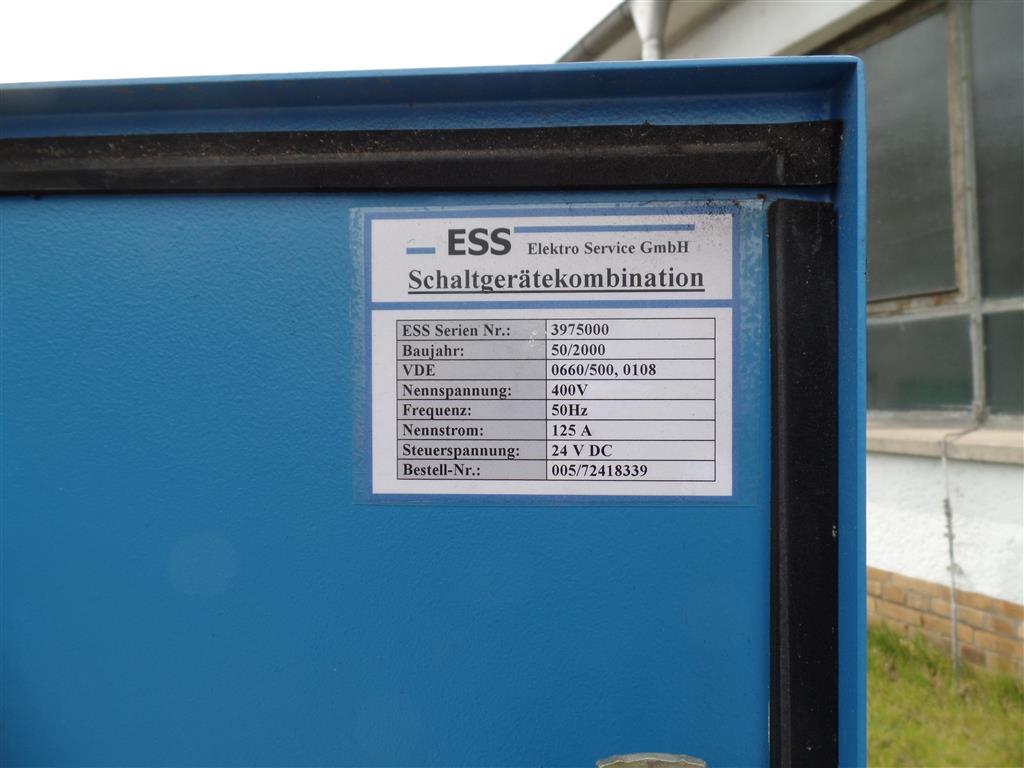 ESS Elektro Service GmbH
Schaltgerätekombination
ESS Serien Nr.: 3975000
Baujahr: 50/2000
VDE 0660/500, 0108
Nennspannung: 400V
Frequenz: 50Hz
Nennstrom: 125 A
Steuerspannung: 24 V DC
Bestell-Nr.: 005/72418339